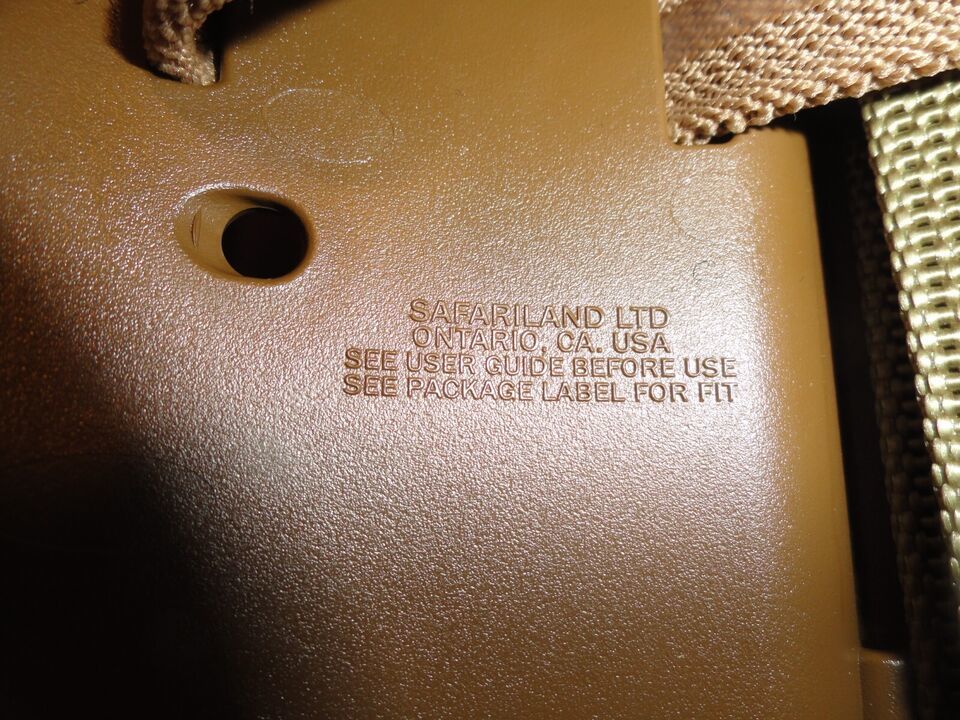 SAFARILAND LTD
ONTARIO, CA. USA
SEE USER GUIDE BEFORE USE
SEE PACKAGE LABEL FOR FIT